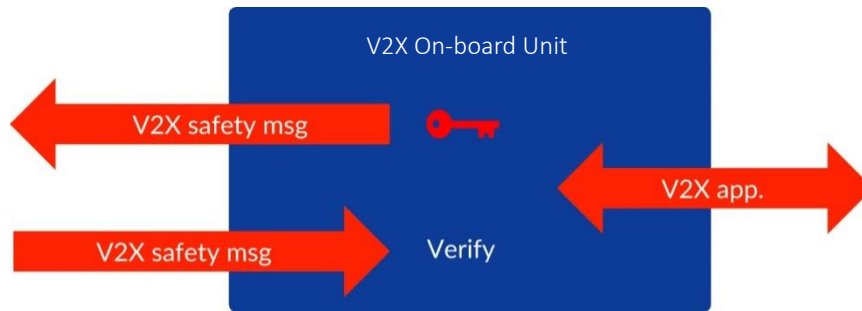 V2X On-board Unit
V2X safety msg
V2X app.
V2X safety msg
Verify